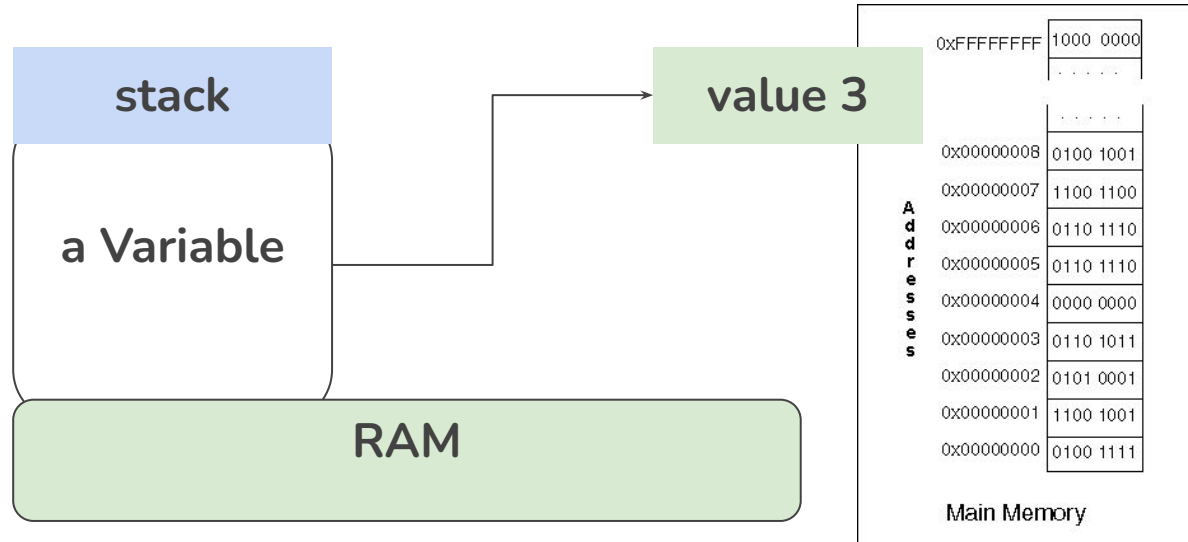 stack
a Variable
RAM
value 3
0xFFFFFFFF 1000 0000
. . . . .
. . . . .
0x00000008 0100 1001
0x00000007 1100 1100
0x00000006 0110 1110
0x00000005 0110 1110
0x00000004 0000 0000
0x00000003 0110 1011
0x00000002 0101 0001
0x00000001 1100 1001
0x00000000 0100 1111
Addresses
Main Memory